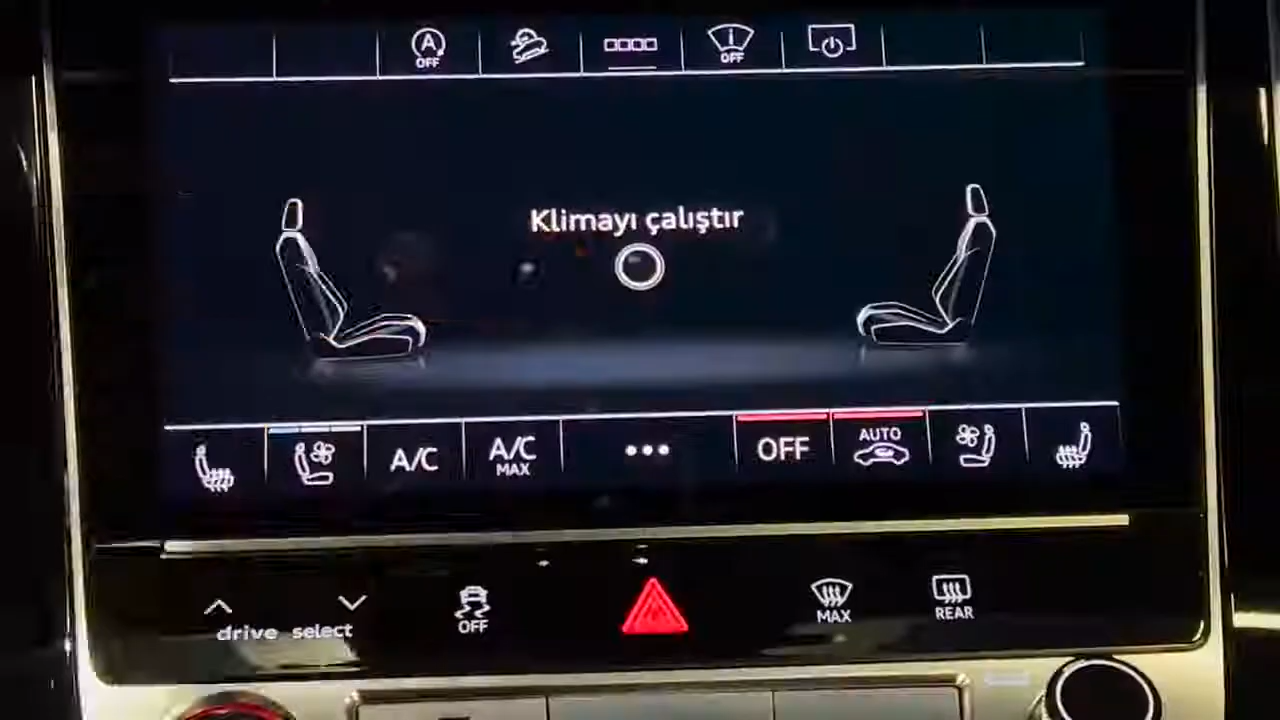 A
OFF
OFF
Klimayı çalıştır
A/C
A/C
MAX
OFF
AUTO
drive select
OFF
MAX
REAR